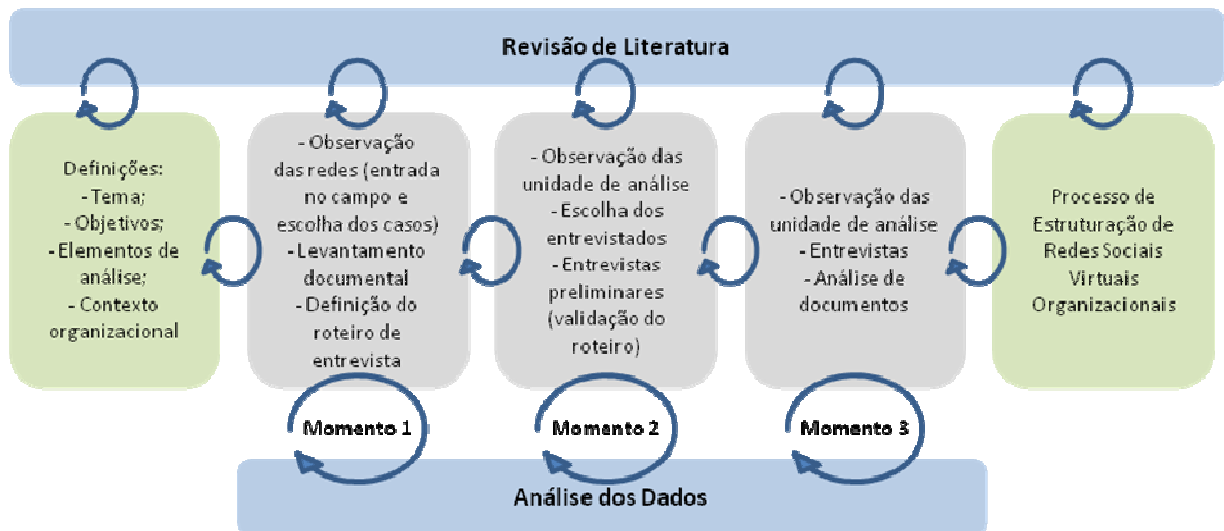 Revisão de Literatura
Definições:
- Tema;
- Objetivos;
- Elementos de
análise;
- Contexto
organizacional
- Observação
das redes (entrada
no campo e
escolha dos casos)
- Levantamento
documental
- Definição do
roteiro de
entrevista
- Observação das
unidade de análise
- Escolha dos
entrevistados
- Entrevistas
preliminares
(validação do
roteiro)
- Observação das
unidade de análise
- Entrevistas
- Análise de
documentos
Processo de
Estruturação de
Redes Sociais
Virtuais
Organizacionais
Momento 1
Momento 2
Momento 3
Análise dos Dados